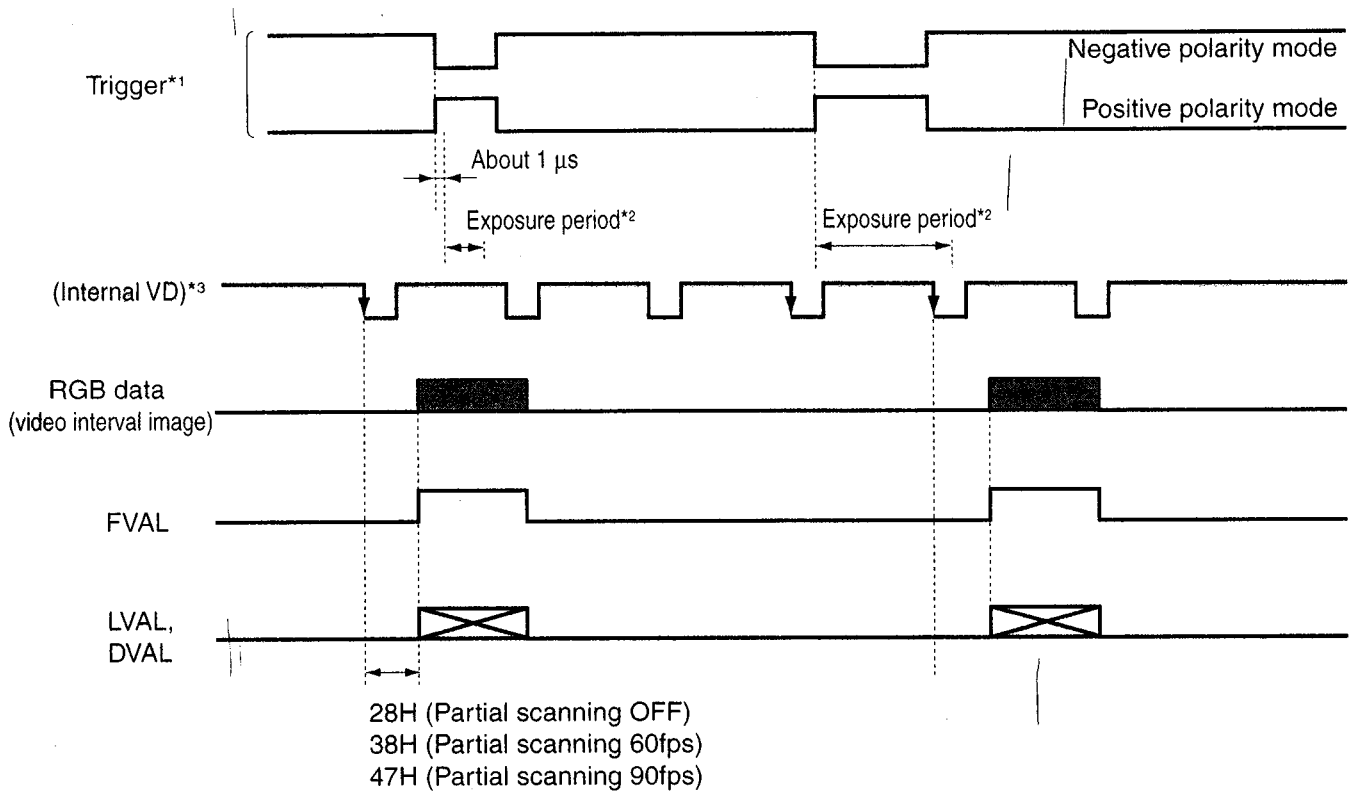 Negative polarity mode
Trigger*1
Positive polarity mode
About 1 µs
Exposure period*2
Exposure period*2
(Internal VD)*3
RGB data
(video interval image)
FVAL
LVAL,
DVAL
28H (Partial scanning OFF)
38H (Partial scanning 60fps)
47H (Partial scanning 90fps)